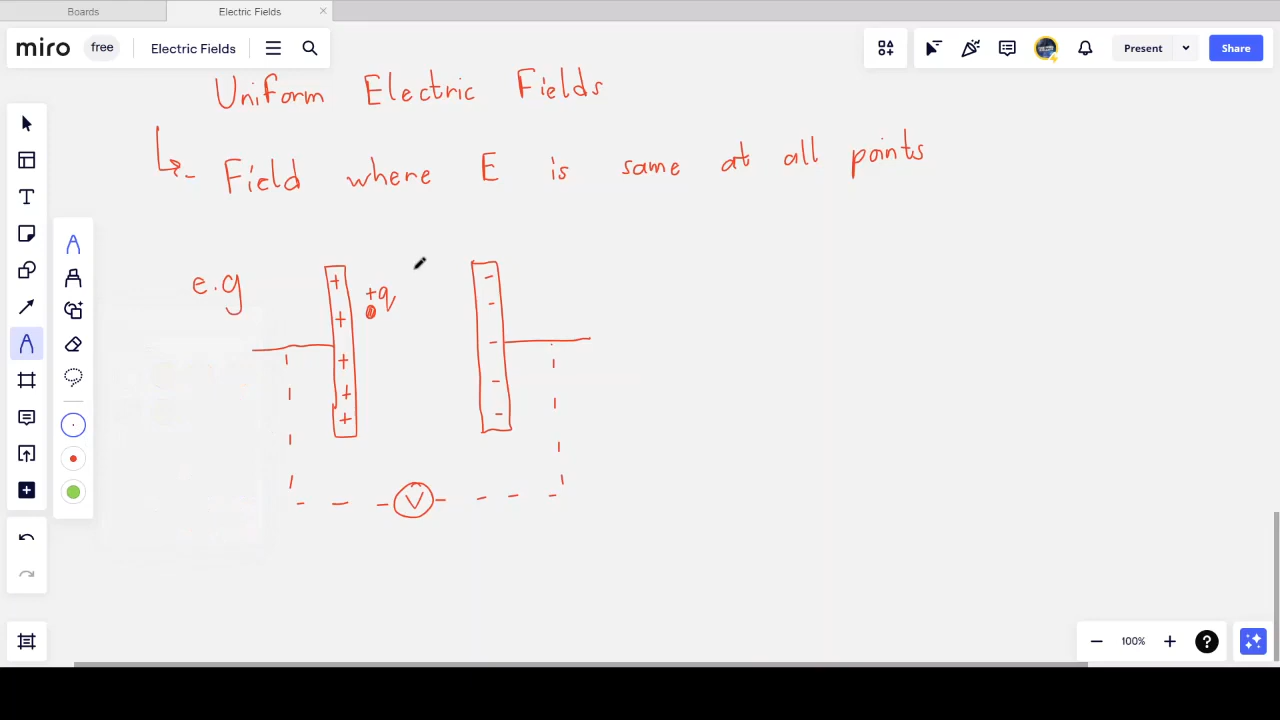 Boards
Electric Fields
miro free Electric Fields
Present Share
Uniform Electric Fields
- Field where E is same at all points
e.g
+ -
+q
+ -
+ -
+ -
+ -
V
100%